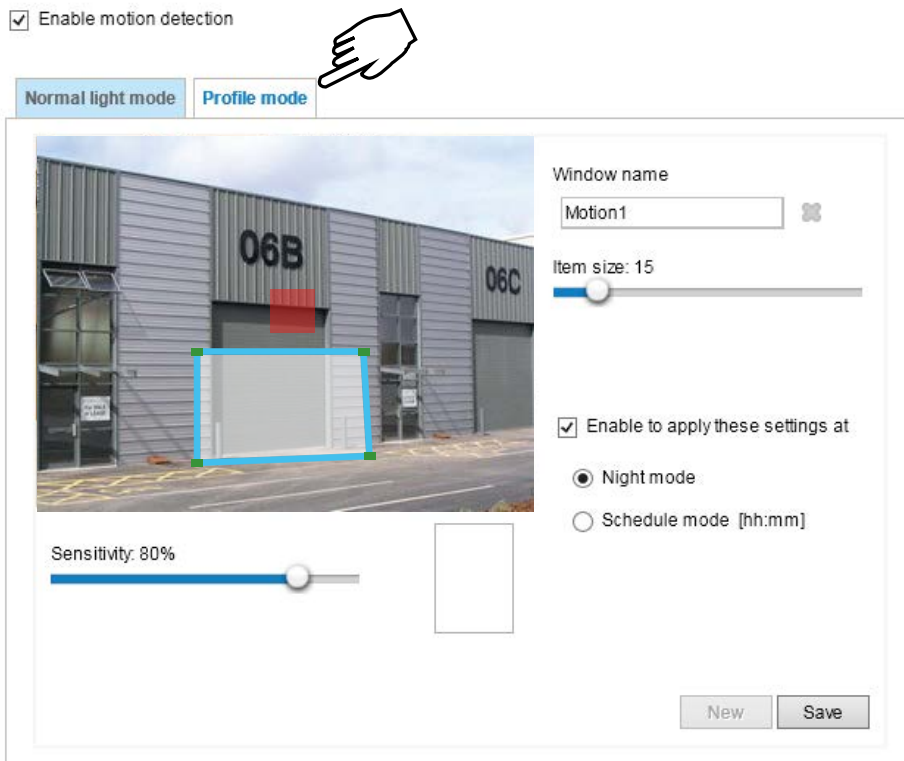 Enable motion detection
Normal light mode
Profile mode
Window name
06B
Motion1
Item size: 15
06C
Enable to apply these settings at
Night mode
Schedule mode [hh:mm]
Sensitivity: 80%
New
Save